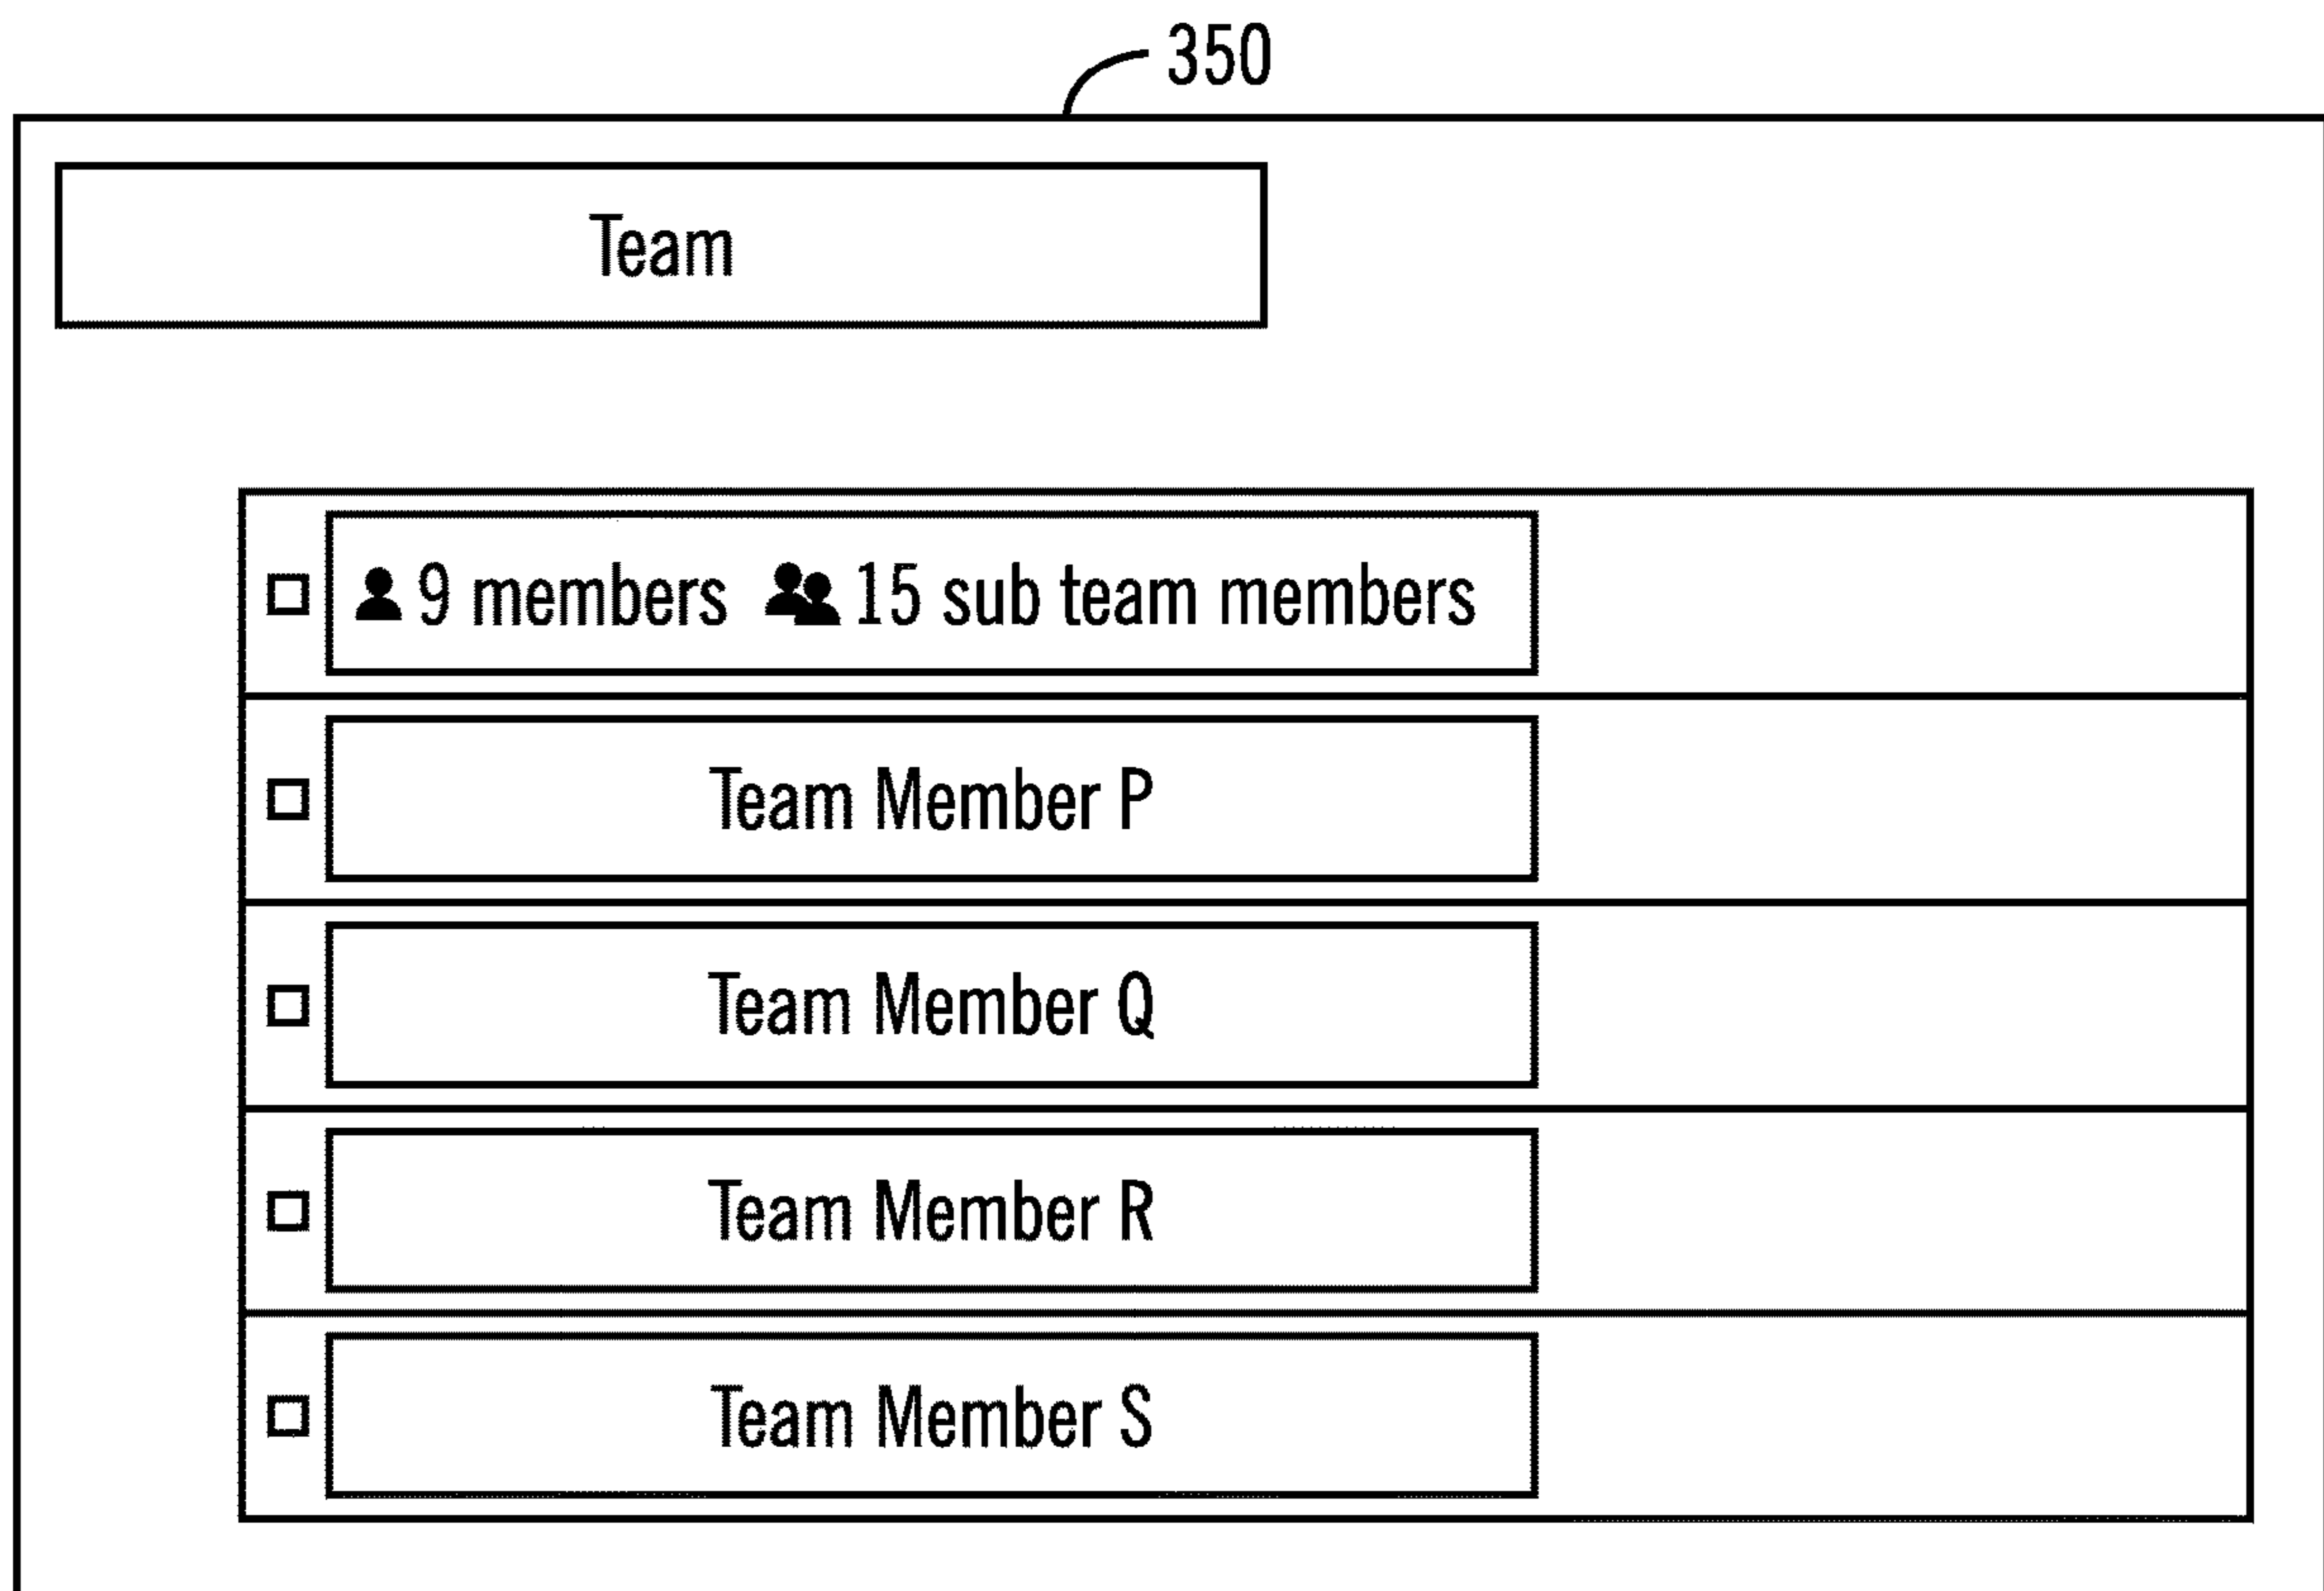 350
Team
9 members 15 sub team members
Team Member P
Team Member Q
Team Member R
Team Member S